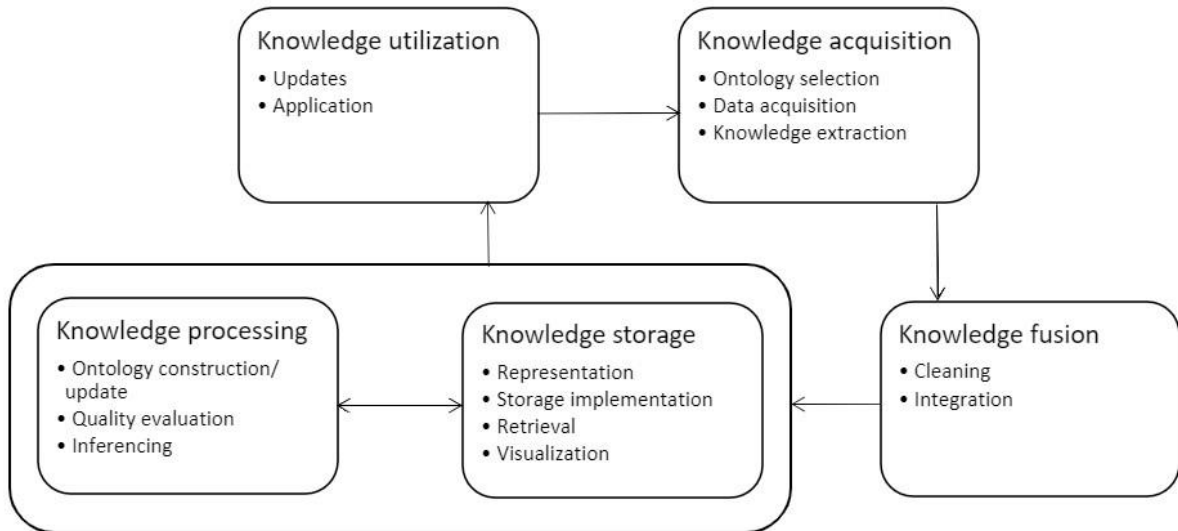 Knowledge utilization
• Updates
• Application
Knowledge acquisition
• Ontology selection
• Data acquisition
• Knowledge extraction
Knowledge processing
• Ontology construction/
update
• Quality evaluation
• Inferencing
Knowledge storage
• Representation
• Storage implementation
• Retrieval
• Visualization
Knowledge fusion
• Cleaning
• Integration